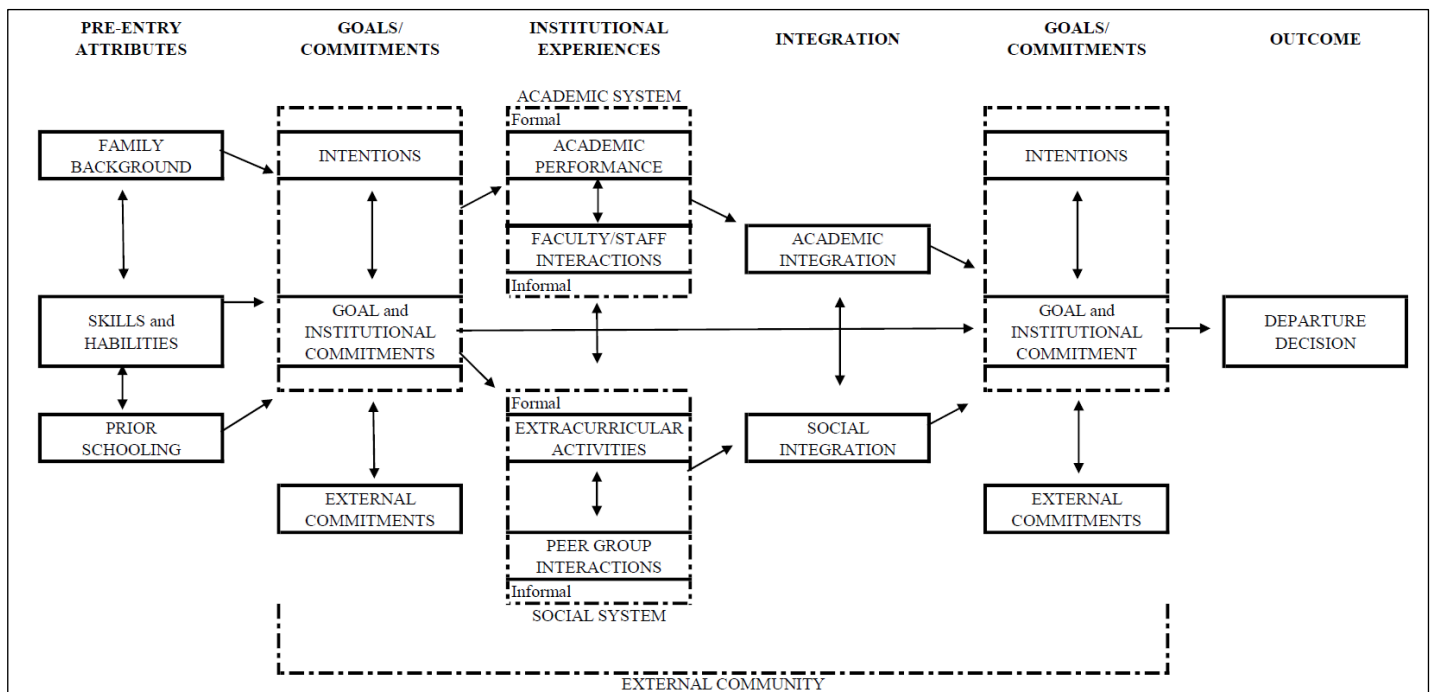 PRE-ENTRY
ATTRIBUTES
GOALS/
COMMITMENTS
INSTITUTIONAL
EXPERIENCES
INTEGRATION
GOALS/
COMMITMENTS
OUTCOME
FAMILY
BACKGROUND
SKILLS and
HABILITIES
PRIOR
SCHOOLING
INTENTIONS
GOAL and
INSTITUTIONAL
COMMITMENTS
EXTERNAL
COMMITMENTS
ACADEMIC SYSTEM
Formal
ACADEMIC
PERFORMANCE
FACULTY/STAFF
INTERACTIONS
Informal
Formal
EXTRACURRICULAR
ACTIVITIES
PEER GROUP
INTERACTIONS
Informal
SOCIAL SYSTEM
ACADEMIC
INTEGRATION
SOCIAL
INTEGRATION
INTENTIONS
GOAL and
INSTITUTIONAL
COMMITMENT
EXTERNAL
COMMITMENTS
DEPARTURE
DECISION
EXTERNAL COMMUNITY